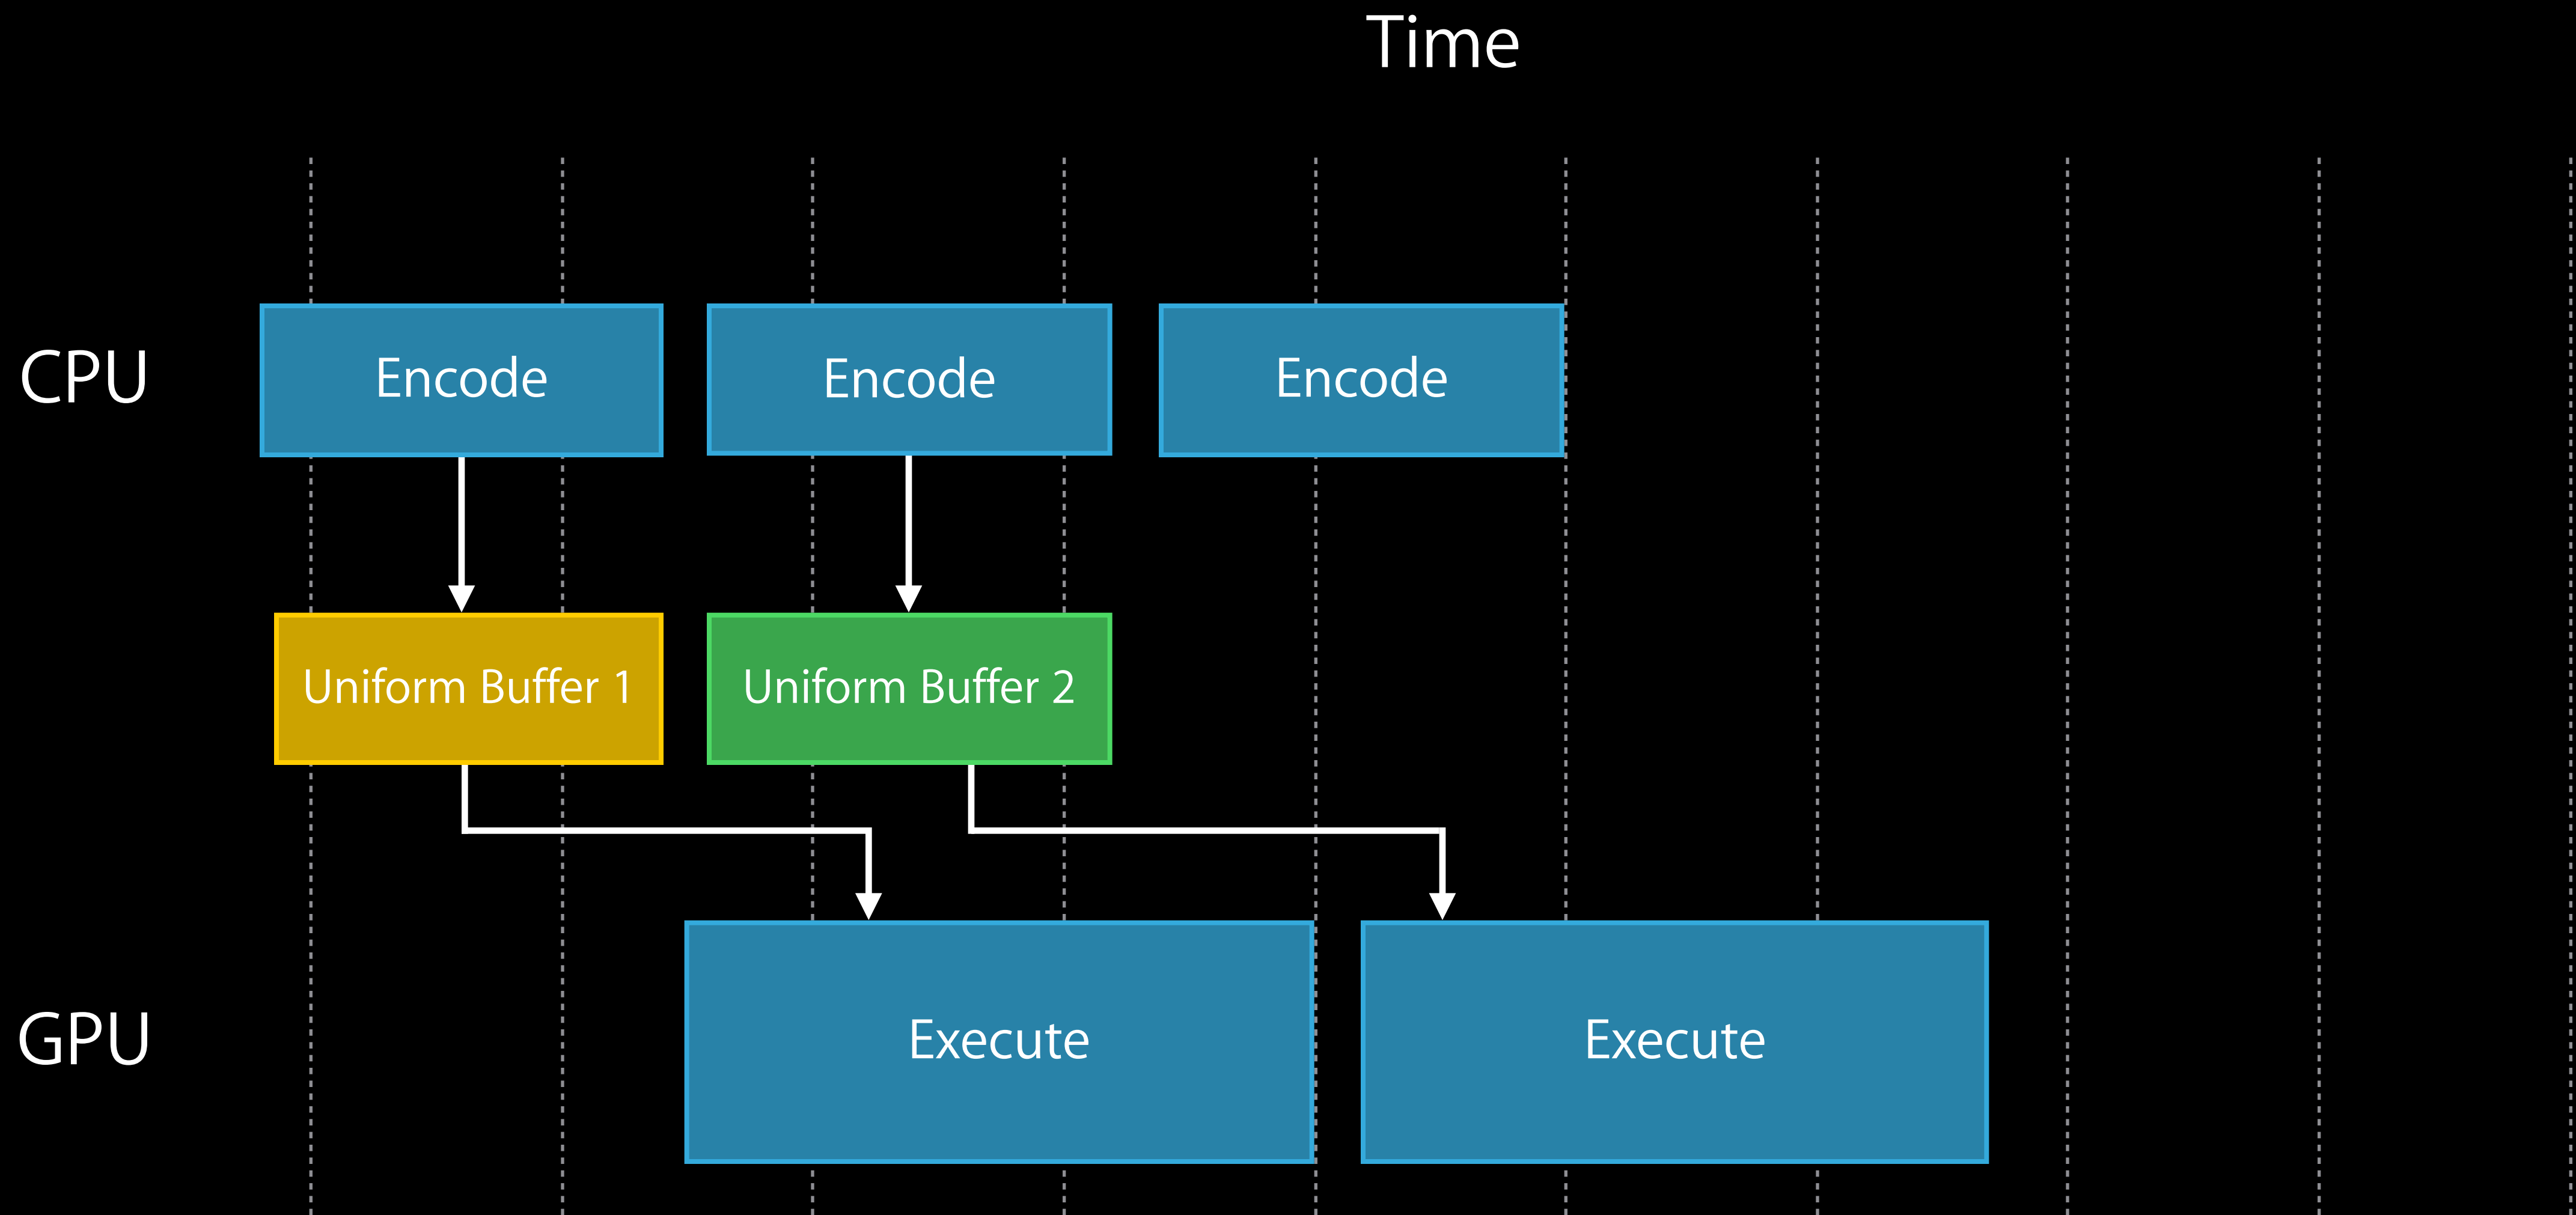 Time
CPU
Encode
Encode
Encode
Uniform Buffer 1
Uniform Buffer 2
GPU
Execute
Execute